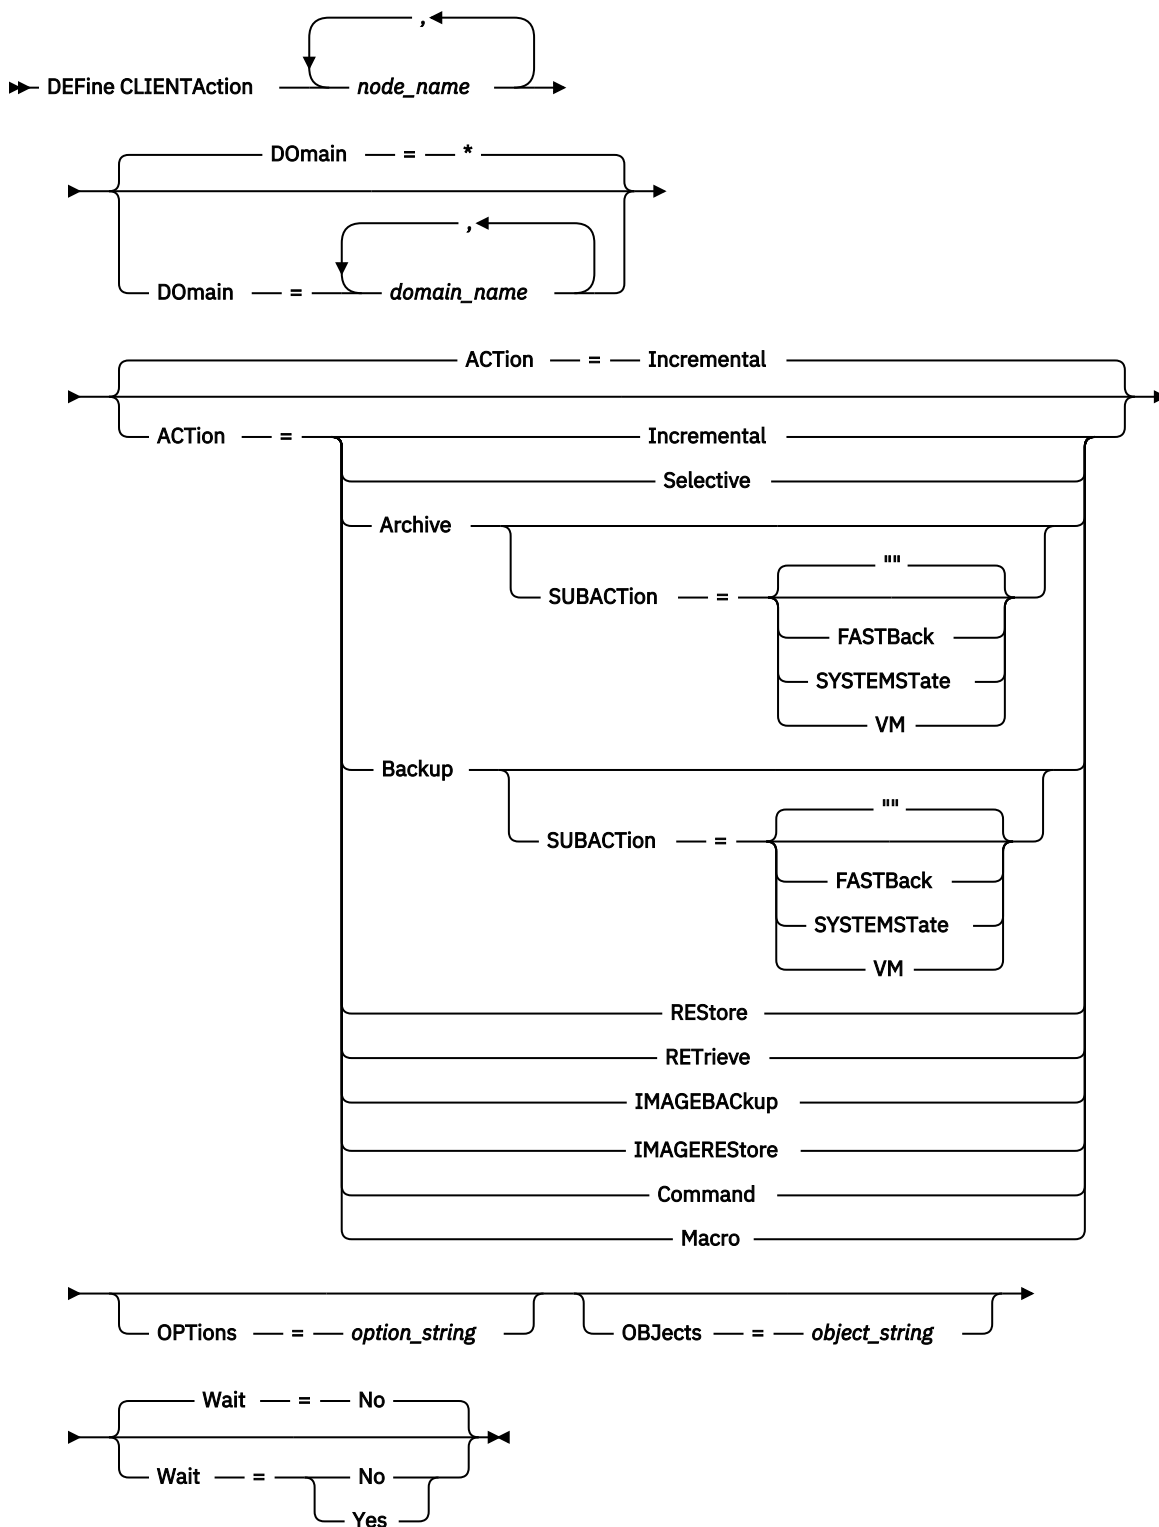 ,
DEFine CLIENTAction node_name
DOmain = *
,
DOmain = domain_name
ACTion = Incremental
ACTion = Incremental
Selective
Archive
""
SUBACTion =
FASTBack
SYSTEMSTate
VM
Backup
""
SUBACTion =
FASTBack
SYSTEMSTate
VM
REStore
RETrieve
IMAGEBACkup
IMAGEREStore
Command
Macro
OPTions = option_string OBJects = object_string
Wait = No
Wait = No
Yes